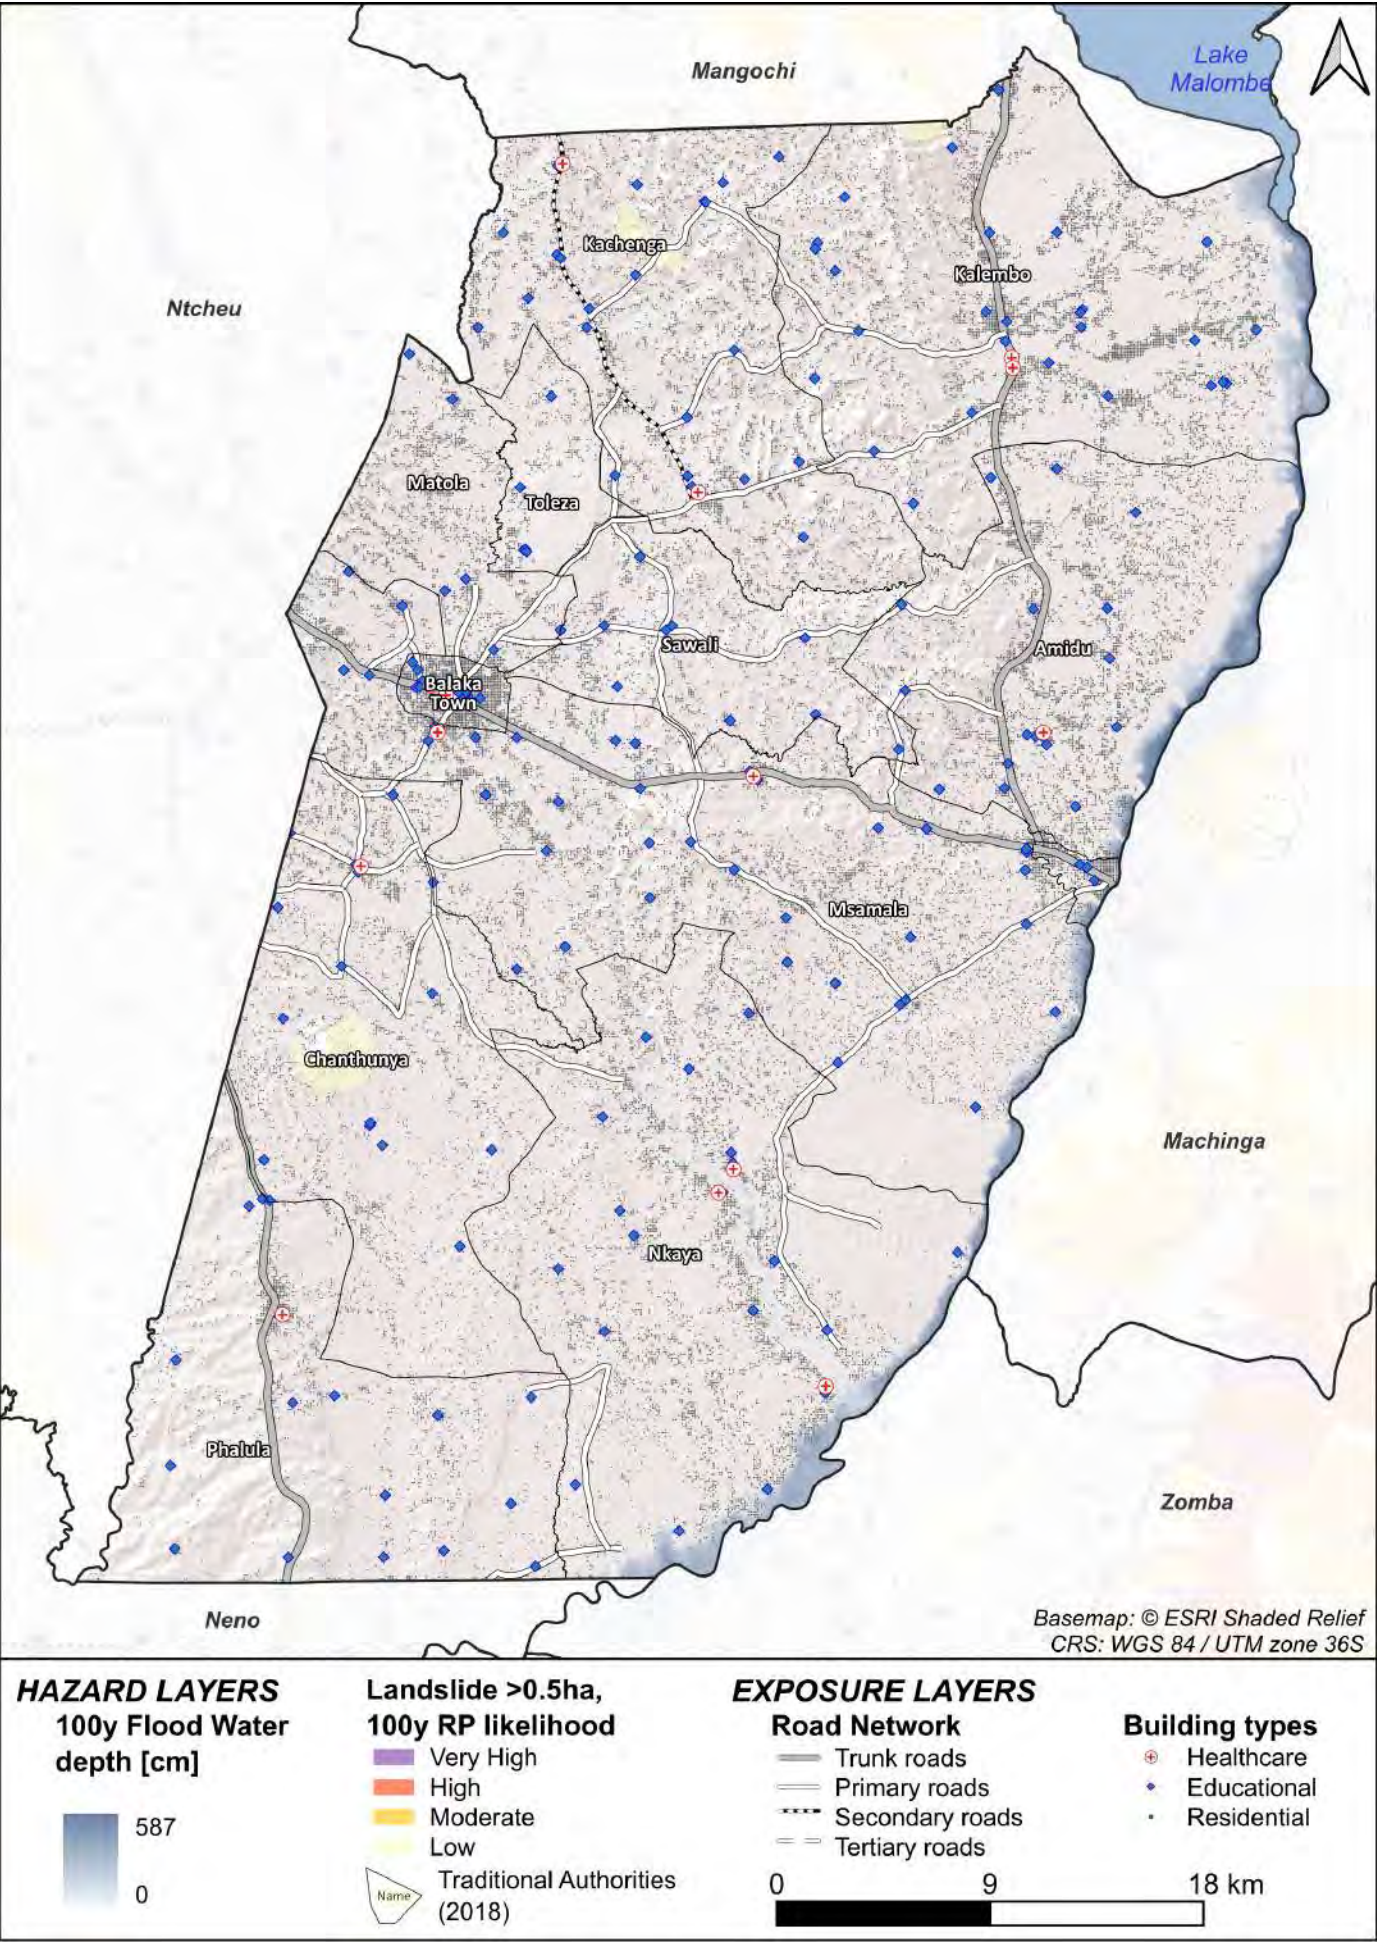 Mangochi
Lake
Malombe
Kachenga
Kalembo
Ntcheu
Matola
Toleza
Sawali
Amidu
Balaka
Town
Msamala
Chanthunya
Machinga
Nkaya
Phalula
Zomba
Neno
Basemap: © ESRI Shaded Relief
CRS: WGS 84 / UTM zone 36S
HAZARD LAYERS
100y Flood Water
depth [cm]
587
0
Landslide >0.5ha,
100y RP likelihood
Very High
High
Moderate
Low
Name
Traditional Authorities
(2018)
EXPOSURE LAYERS
Road Network
Trunk roads
Primary roads
Secondary roads
Tertiary roads
Building types
Healthcare
Educational
Residential
0 9 18 km